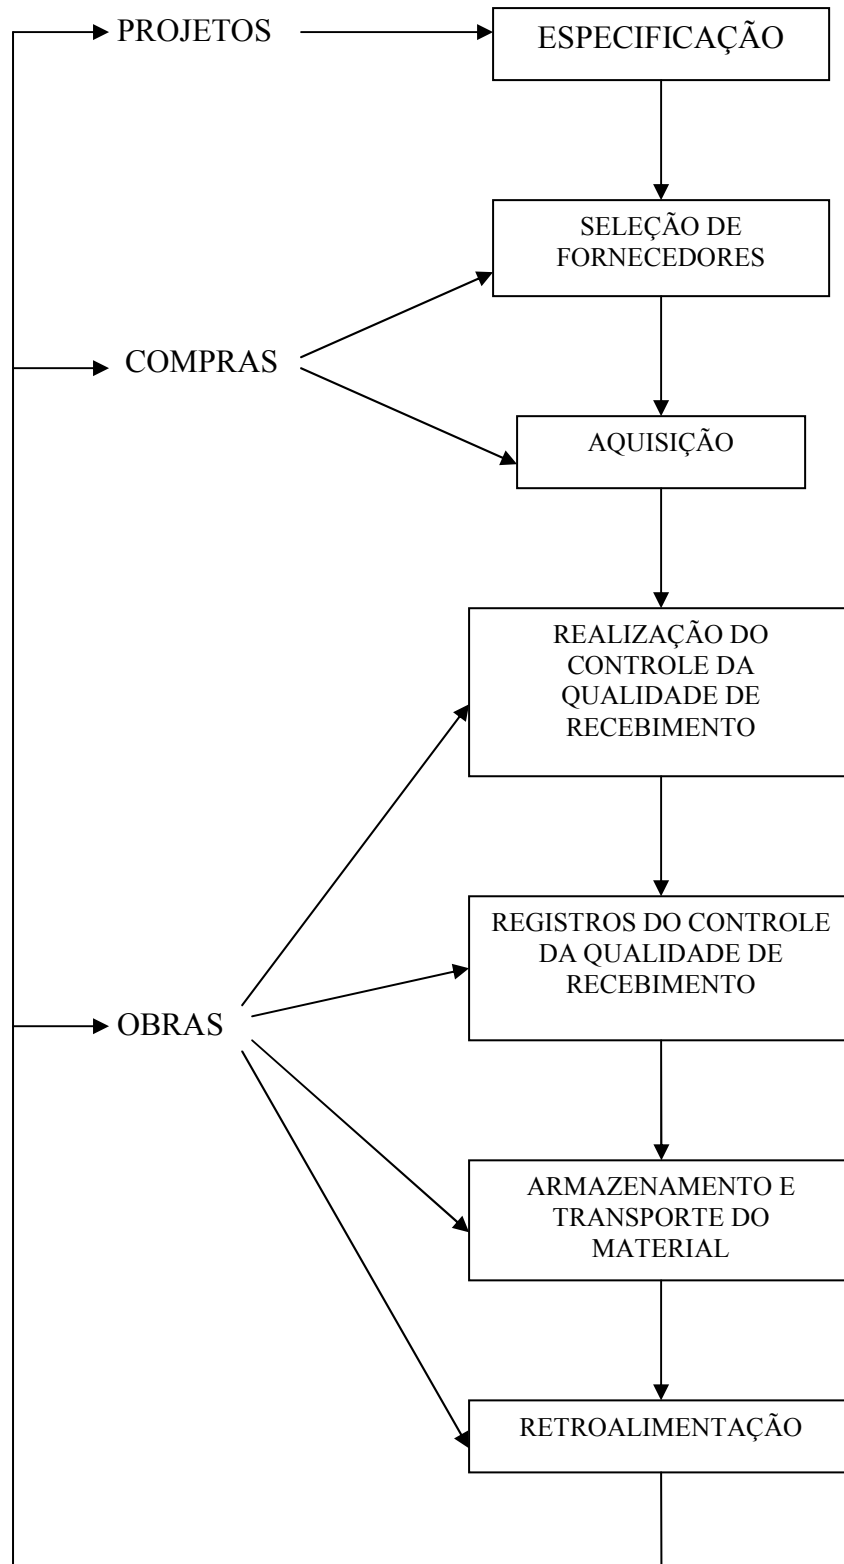 PROJETOS
ESPECIFICAÇÃO
SELEÇÃO DE
FORNECEDORES
COMPRAS
AQUISIÇÃO
REALIZAÇÃO DO
CONTROLE DA
QUALIDADE DE
RECEBIMENTO
REGISTROS DO CONTROLE
DA QUALIDADE DE
RECEBIMENTO
OBRAS
ARMAZENAMENTO E
TRANSPORTE DO
MATERIAL
RETROALIMENTAÇÃO